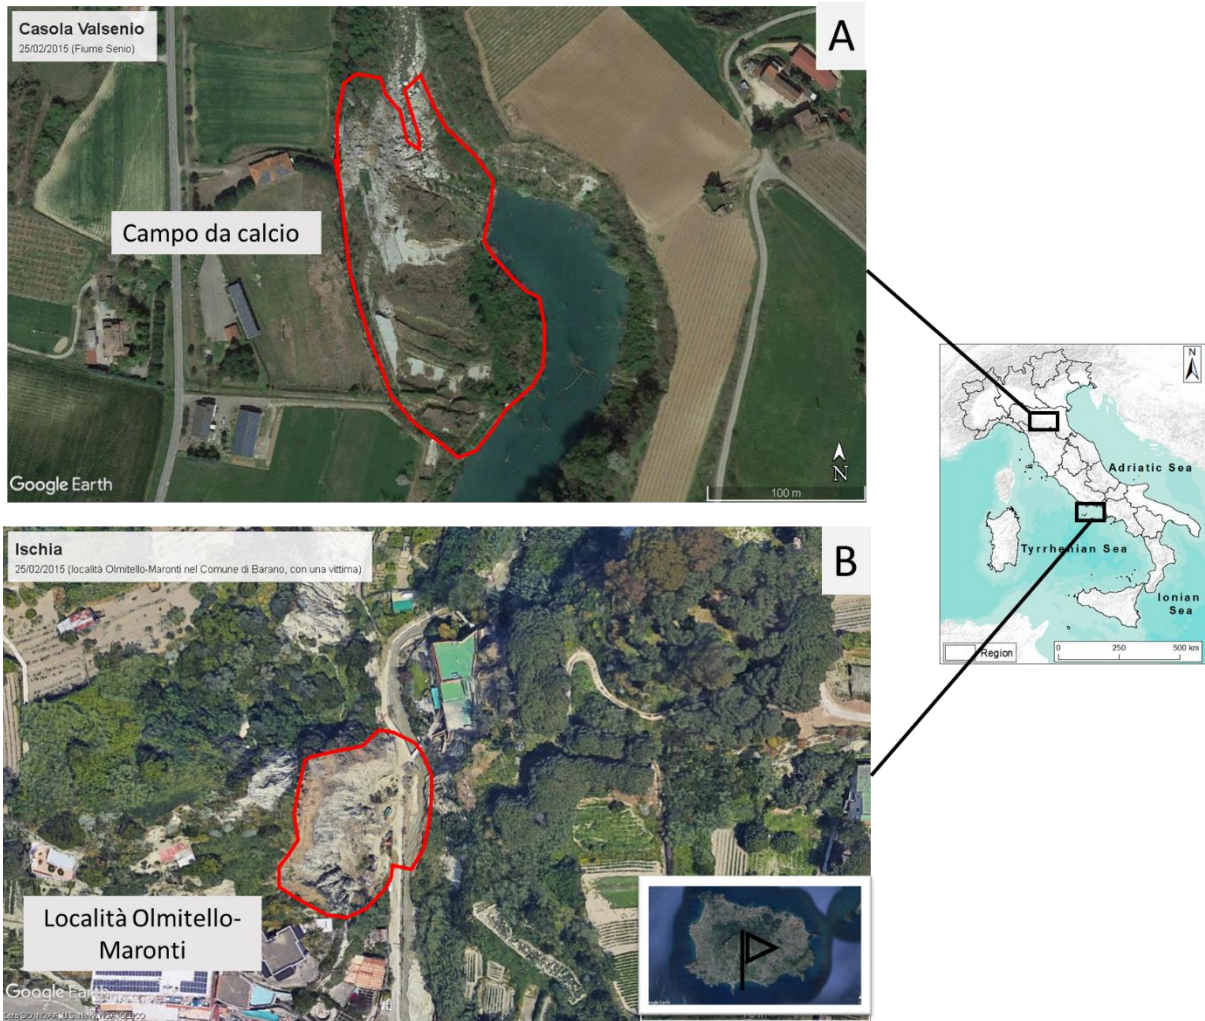 Casola Valsenio
25/02/2015 (Fiume Senio)
A
Campo da calcio
Google Earth
N
100 m
Ischia
25/02/2015 (località Olmitello-Maronti nel Comune di Barano, con una vittima)
B
Località Olmitello-
Maronti
Google Earth
N
Adriatic Sea
Tyrrhenian Sea
Ionian
Sea
Region
0 250 500 km